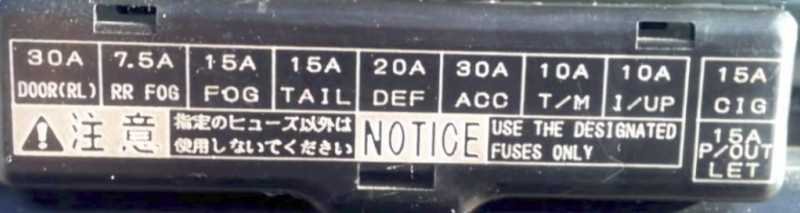 30A 7.5A 15A 15A 20A 30A 10A 10A 15A
DOOR(RL) RR FOG FOG TAIL DEF ACC T/M I/UP CIG
注意 指定のヒューズ以外は
使用しないでください
NOTICE USE THE DESIGNATED
FUSES ONLY
15A
P/OUT
LET